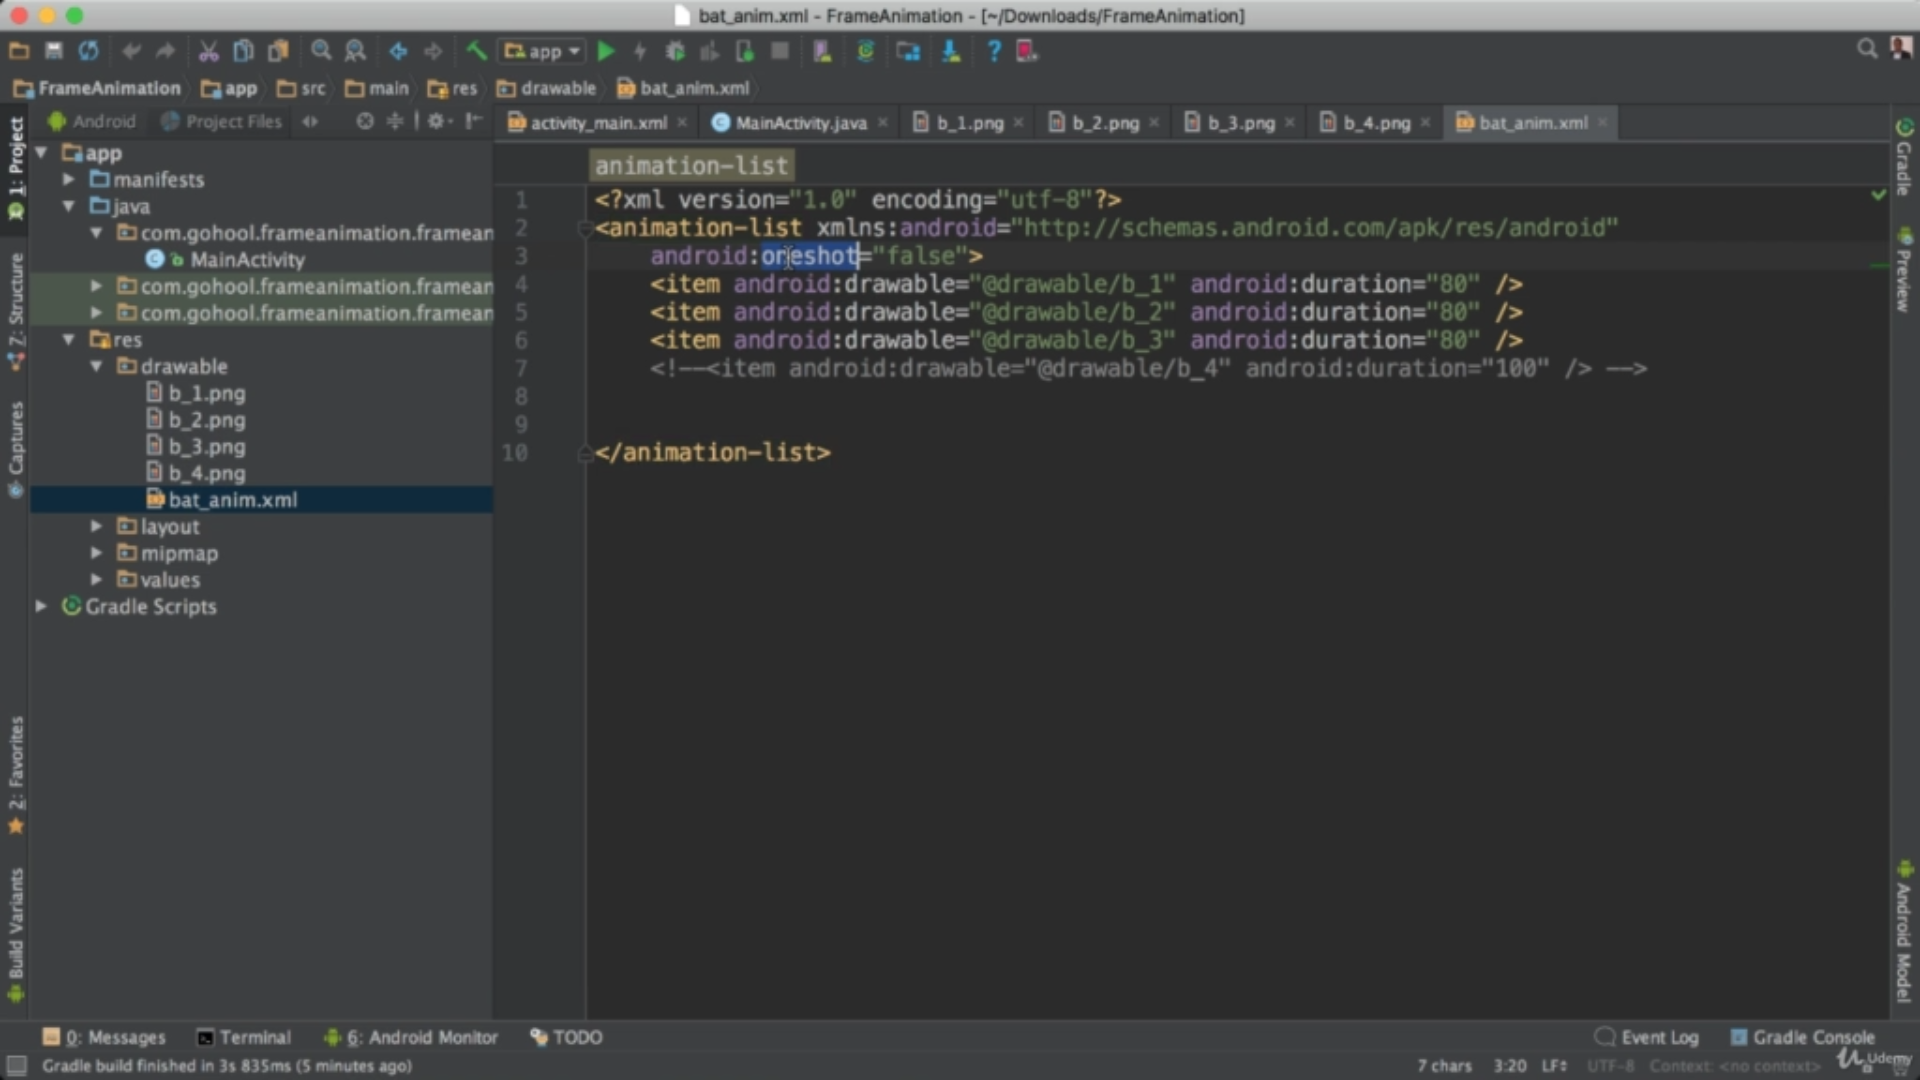 bat_anim.xml - FrameAnimation - [~/Downloads/FrameAnimation]
app
FrameAnimation app src main res drawable bat_anim.xml
Android Project Files
activity_main.xml MainActivity.java b_1.png b_2.png b_3.png b_4.png bat_anim.xml
1: Project
Z: Structure
Captures
2: Favorites
Build Variants
app
manifests
java
com.gohool.frameanimation.framean
MainActivity
com.gohool.frameanimation.framean
com.gohool.frameanimation.framean
res
drawable
b_1.png
b_2.png
b_3.png
b_4.png
bat_anim.xml
layout
mipmap
values
Gradle Scripts
animation-list
1 <?xml version="1.0" encoding="utf-8"?>
2 <animation-list xmlns:android="http://schemas.android.com/apk/res/android"
3 android:oneshot="false">
4 <item android:drawable="@drawable/b_1" android:duration="80" />
5 <item android:drawable="@drawable/b_2" android:duration="80" />
6 <item android:drawable="@drawable/b_3" android:duration="80" />
7 <!--<item android:drawable="@drawable/b_4" android:duration="100" /> -->
8
9
10 </animation-list>
Gradle
Preview
Android Model
0: Messages Terminal 6: Android Monitor TODO Event Log Gradle Console
Gradle build finished in 3s 835ms (5 minutes ago) 7 chars 3:20 LF÷ UTF-8 Context: <no context>
Udemy